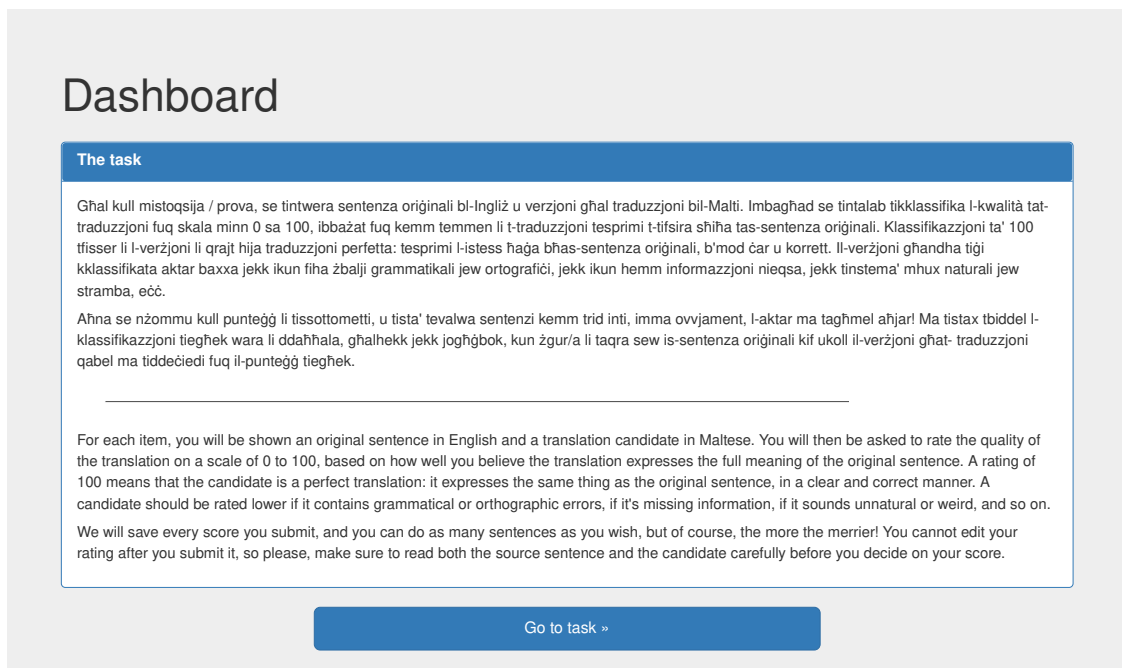 Dashboard
The task
Għal kull mistoqsija / prova, se tintwera sentenza oriġinali bl-Ingliż u verzjoni għal traduzzjoni bil-Malti. Imbagħad se tintalab tikklassifika l-kwalità tat-
traduzzjoni fuq skala minn 0 sa 100, ibbażat fuq kemm temmen li t-traduzzjoni tesprimi t-tifsira sħiħa tas-sentenza oriġinali. Klassifikazzjoni ta' 100
tfisser li l-verżjoni li qrajt hija traduzzjoni perfetta: tesprimi l-istess ħaġa bħas-sentenza oriġinali, b'mod ċar u korrett. Il-verżjoni għandha tiġi
kklassifikata aktar baxxa jekk ikun fiha żbalji grammatikali jew ortografiċi, jekk ikun hemm informazzjoni nieqsa, jekk tinstema' mhux naturali jew
stramba, eċċ.
Aħna se nżommu kull punteġġ li tissottometti, u tista' tevalwa sentenzi kemm trid inti, imma ovvjament, l-aktar ma tagħmel aħjar! Ma tistax tbiddel l-
klassifikazzjoni tiegħek wara li ddaħħala, għalhekk jekk jogħġbok, kun żgur/a li taqra sew is-sentenza oriġinali kif ukoll il-verżjoni għat- traduzzjoni
qabel ma tiddeċiedi fuq il-punteġġ tiegħek.
For each item, you will be shown an original sentence in English and a translation candidate in Maltese. You will then be asked to rate the quality of
the translation on a scale of 0 to 100, based on how well you believe the translation expresses the full meaning of the original sentence. A rating of
100 means that the candidate is a perfect translation: it expresses the same thing as the original sentence, in a clear and correct manner. A
candidate should be rated lower if it contains grammatical or orthographic errors, if it's missing information, if it sounds unnatural or weird, and so on.
We will save every score you submit, and you can do as many sentences as you wish, but of course, the more the merrier! You cannot edit your
rating after you submit it, so please, make sure to read both the source sentence and the candidate carefully before you decide on your score.
Go to task »